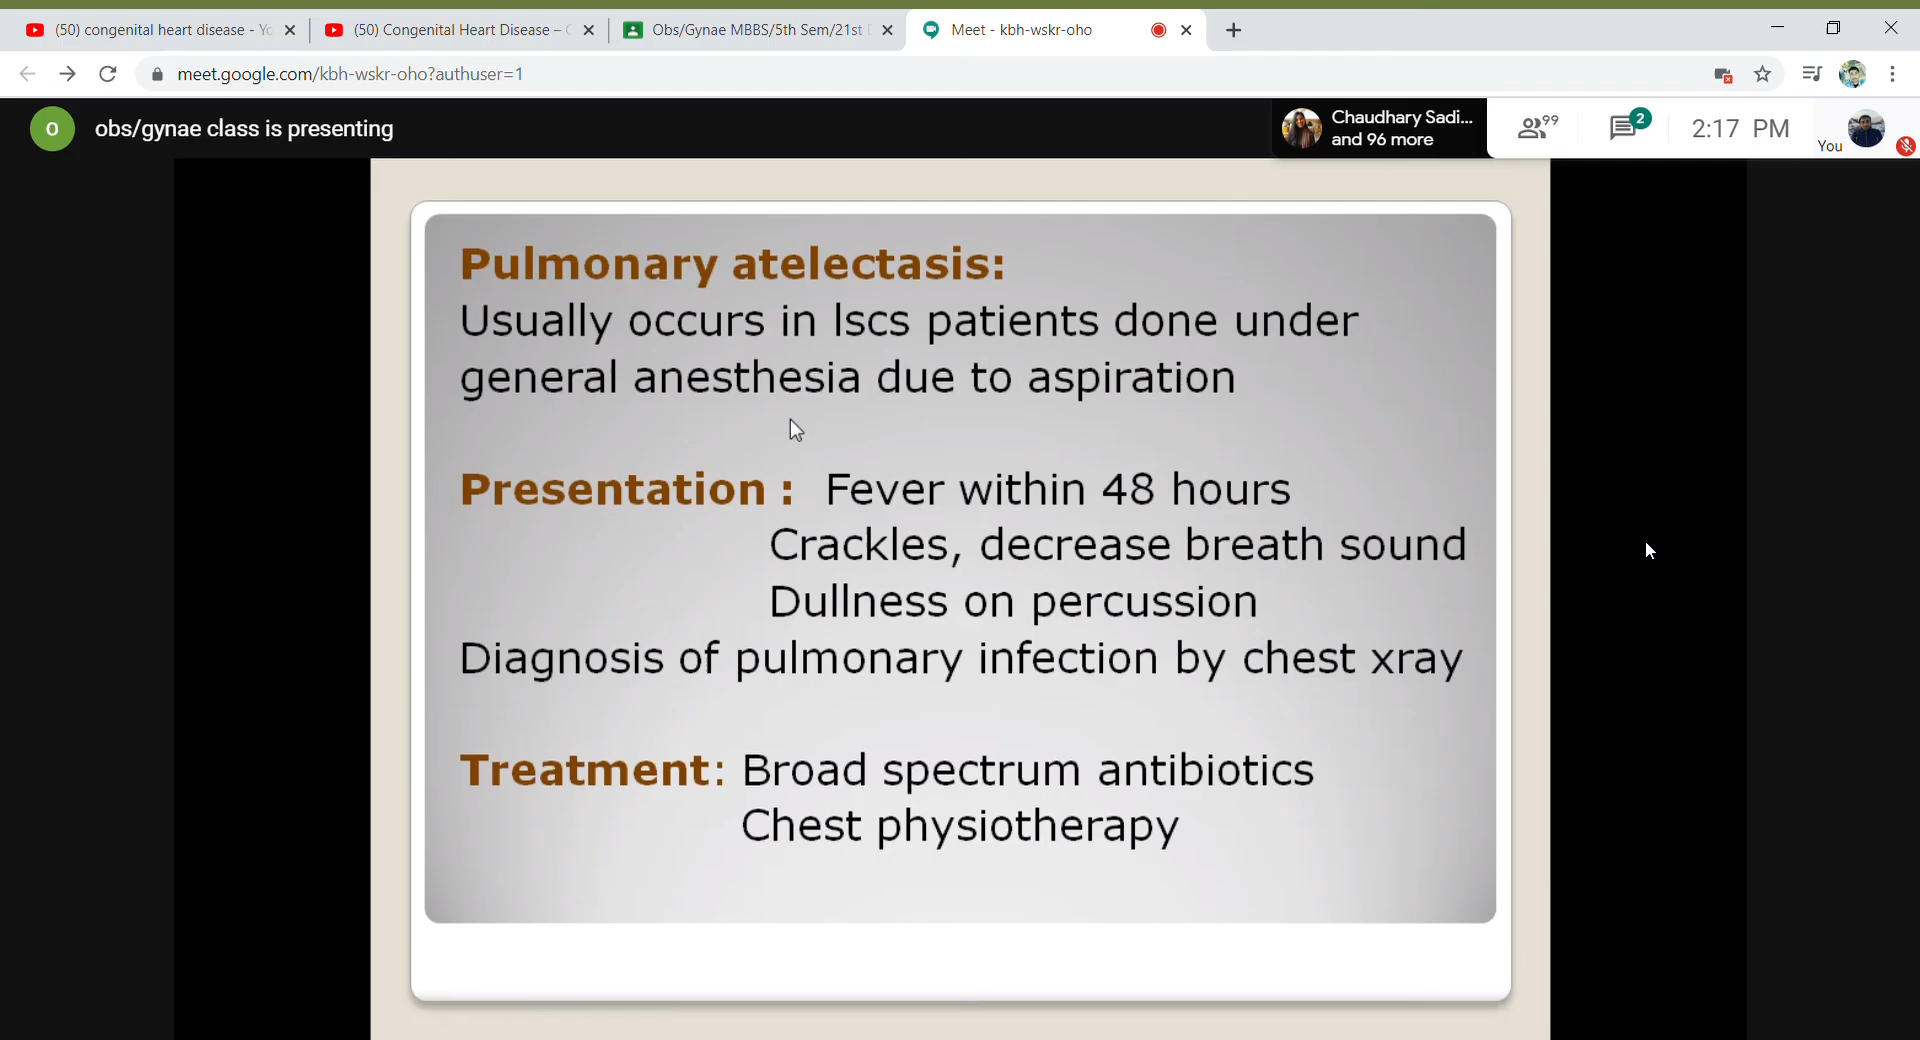 (50) congenital heart disease - Yo
(50) Congenital Heart Disease –
Obs/Gynae MBBS/5th Sem/21st
Meet - kbh-wskr-oho
meet.google.com/kbh-wskr-oho?authuser=1
O
obs/gynae class is presenting
Chaudhary Sadi...
and 96 more
99
2
2:17 PM
You
Pulmonary atelectasis:
Usually occurs in lscs patients done under
general anesthesia due to aspiration
Presentation : Fever within 48 hours
Crackles, decrease breath sound
Dullness on percussion
Diagnosis of pulmonary infection by chest xray
Treatment: Broad spectrum antibiotics
Chest physiotherapy